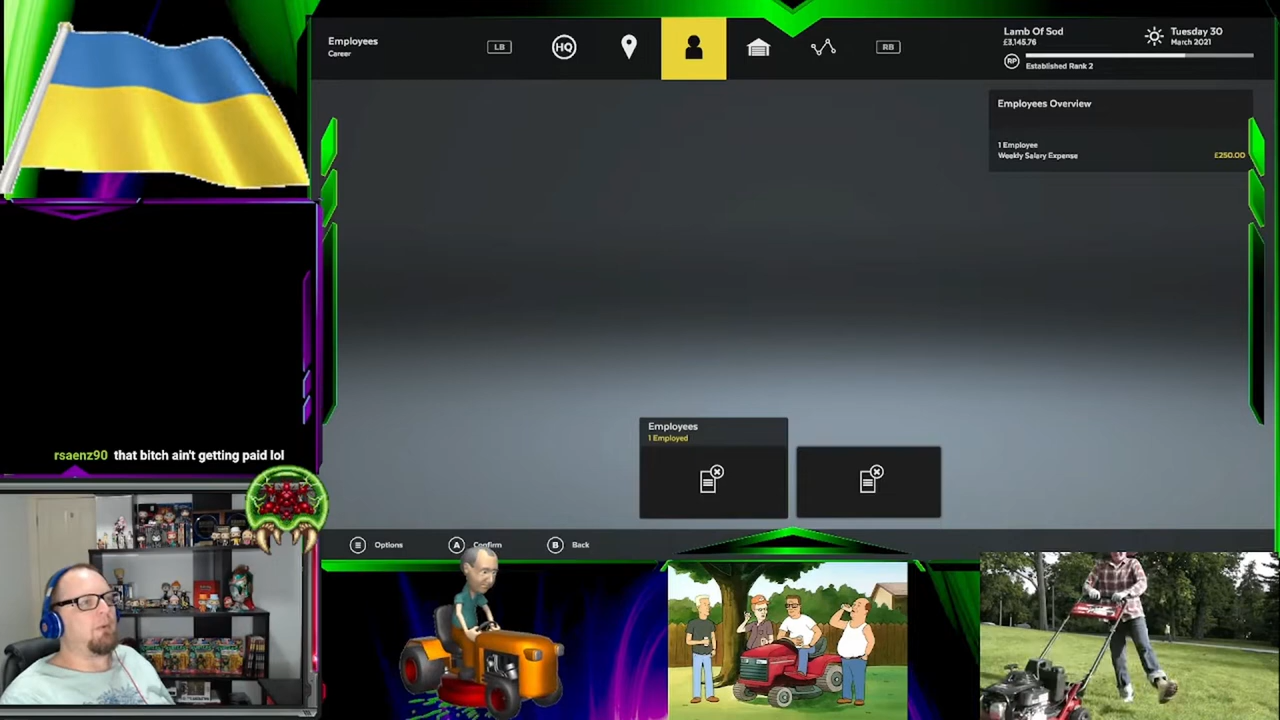 Employees
Career
LB
HQ
RB
Lamb Of Sod
£3,145.76
Tuesday 30
March 2021
RP
Established Rank 2
Employees Overview
1 Employee
Weekly Salary Expense
£250.00
rsaenz90 that bitch ain't getting paid lol
Employees
1 Employed
Options
A Confirm
B Back